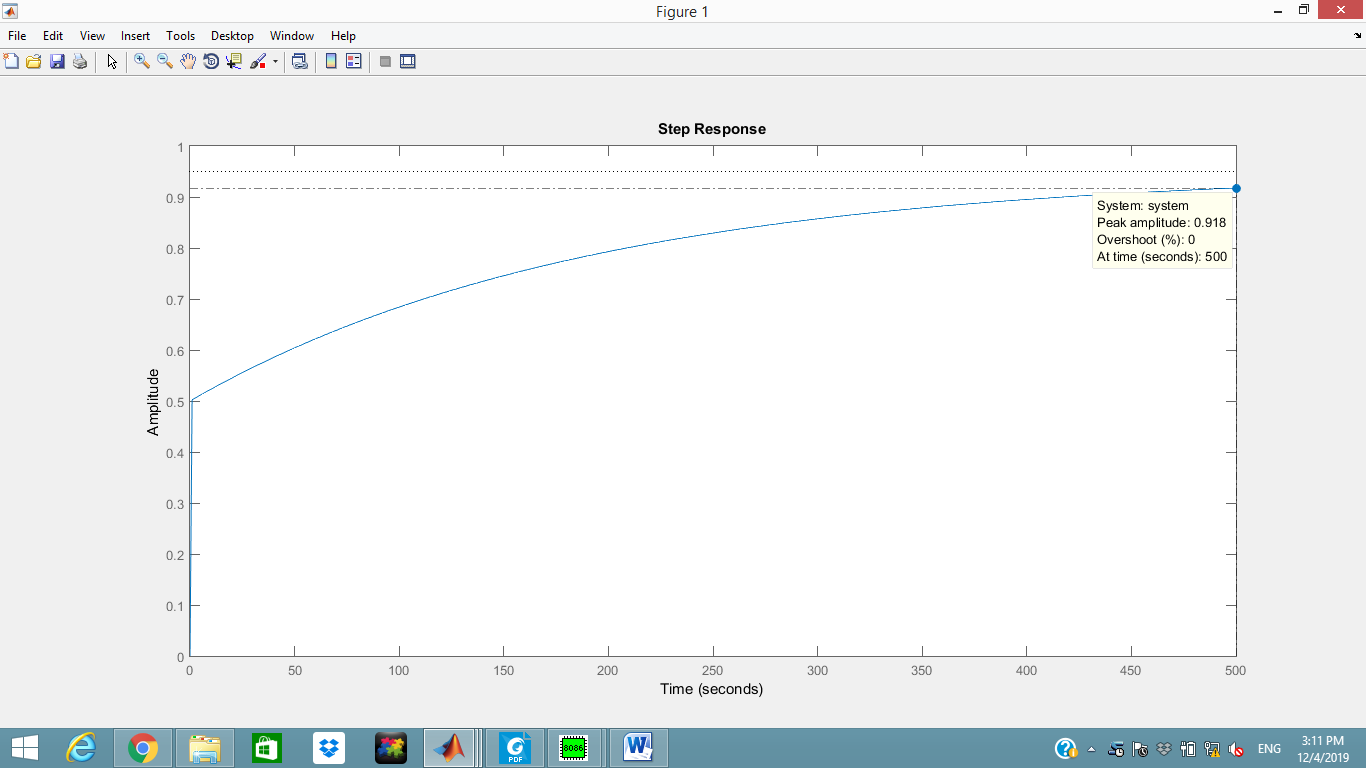 Figure 1
File Edit View Insert Tools Desktop Window Help
Step Response
1
0.9
0.8
0.7
0.6
0.5
0.4
0.3
0.2
0.1
0
Amplitude
System: system
Peak amplitude: 0.918
Overshoot (%): 0
At time (seconds): 500
0 50 100 150 200 250 300 350 400 450 500
Time (seconds)
PDF
8086
ENG
3:11 PM
12/4/2019